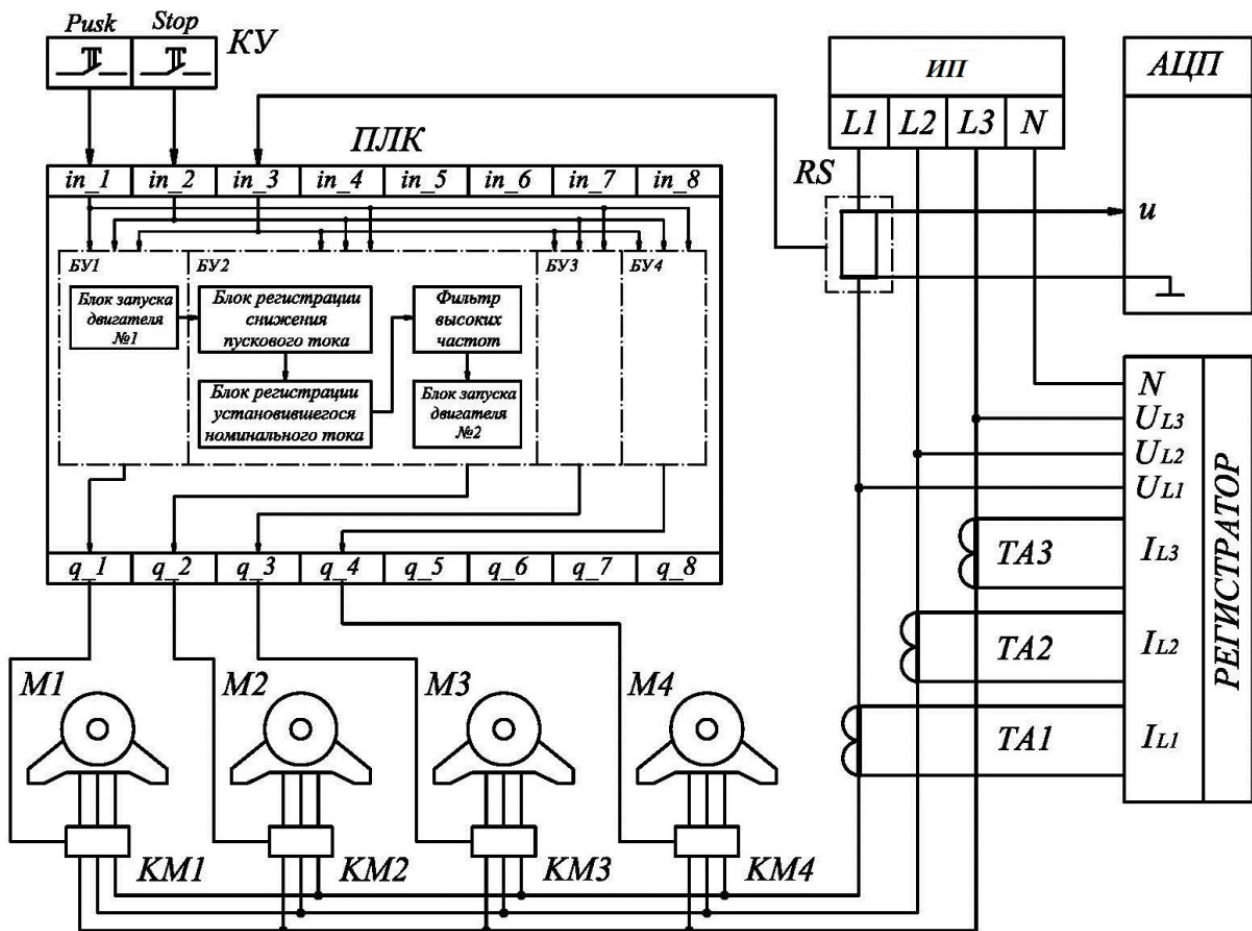 Pusk
Stop
КУ
ИП
L1
L2
L3
N
АЦП
u
RS
ПЛК
in_1
in_2
in_3
in_4
in_5
in_6
in_7
in_8
БУ1
БУ2
БУ3
БУ4
Блок запуска
двигателя
№1
Блок регистрации
снижения
пускового тока
Фильтр
высоких
частот
Блок регистрации
установившегося
номинального тока
Блок запуска
двигателя
№2
q_1
q_2
q_3
q_4
q_5
q_6
q_7
q_8
N
UL3
UL2
UL1
IL3
IL2
IL1
РЕГИСТРАТОР
TA3
TA2
TA1
M1
M2
M3
M4
KM1
KM2
KM3
KM4